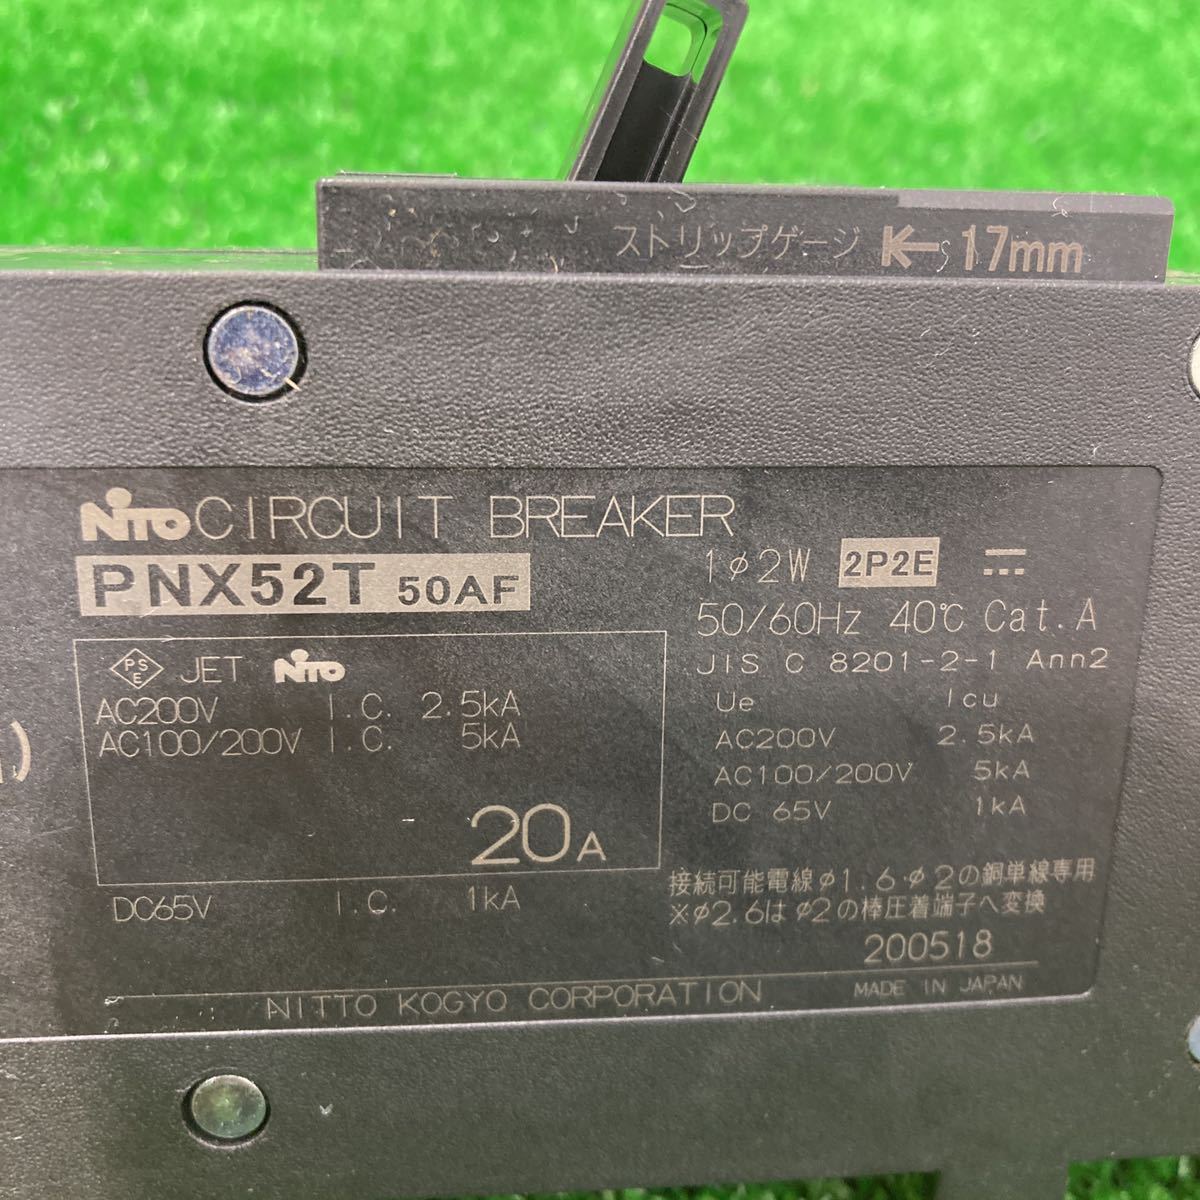 ストリップゲージ 17mm
NiTO CIRCUIT BREAKER
PNX52T 50AF
1φ2W 2P2E
50/60Hz 40℃ Cat.A
JIS C 8201-2-1 Ann2
Ue Icu
AC200V 2.5kA
AC100/200V 5kA
DC 65V 1kA
PSE JET NiTO
AC200V I.C. 2.5kA
AC100/200V I.C. 5kA
20A
DC65V I.C. 1kA
接続可能電線φ1.6・φ2の銅単線専用
※φ2.6はφ2の棒圧着端子へ変換
200518
NITTO KOGYO CORPORATION MADE IN JAPAN